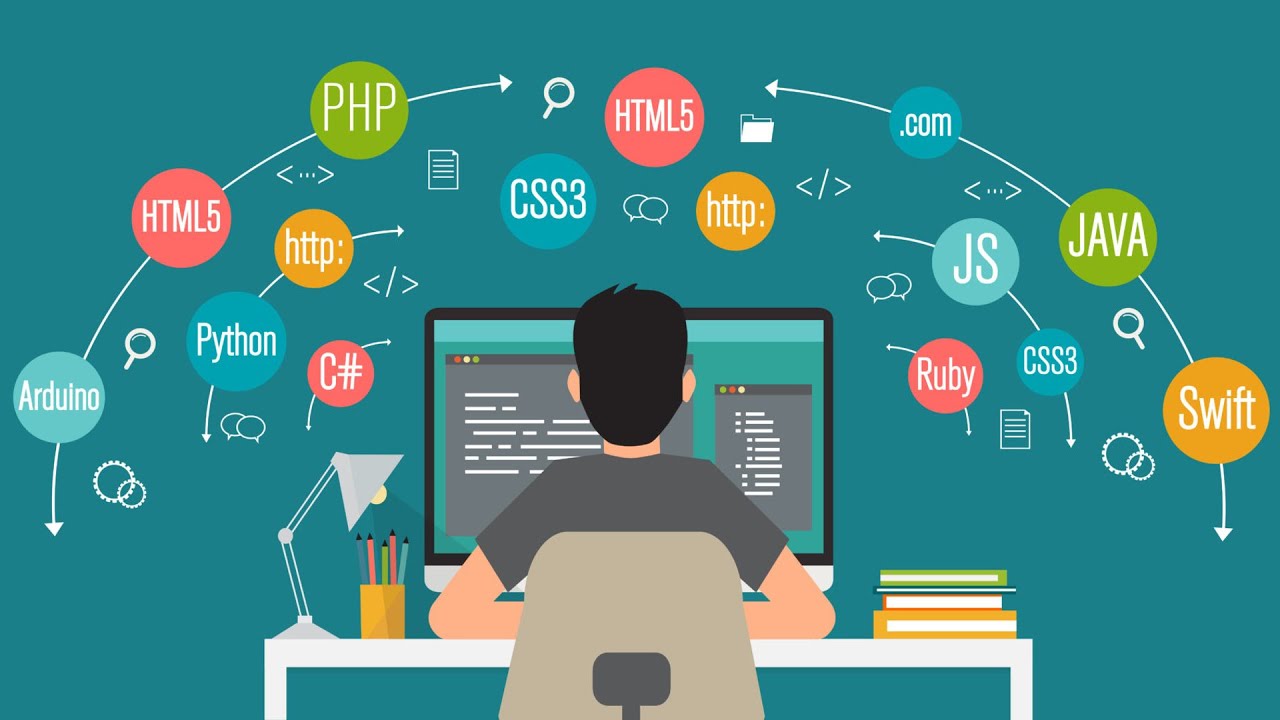 PHP
HTML5
.com
CSS3
http:
HTML5
http:
JS
JAVA
Python
C#
Ruby
CSS3
Arduino
Swift
<...>
</>
<...>
</>